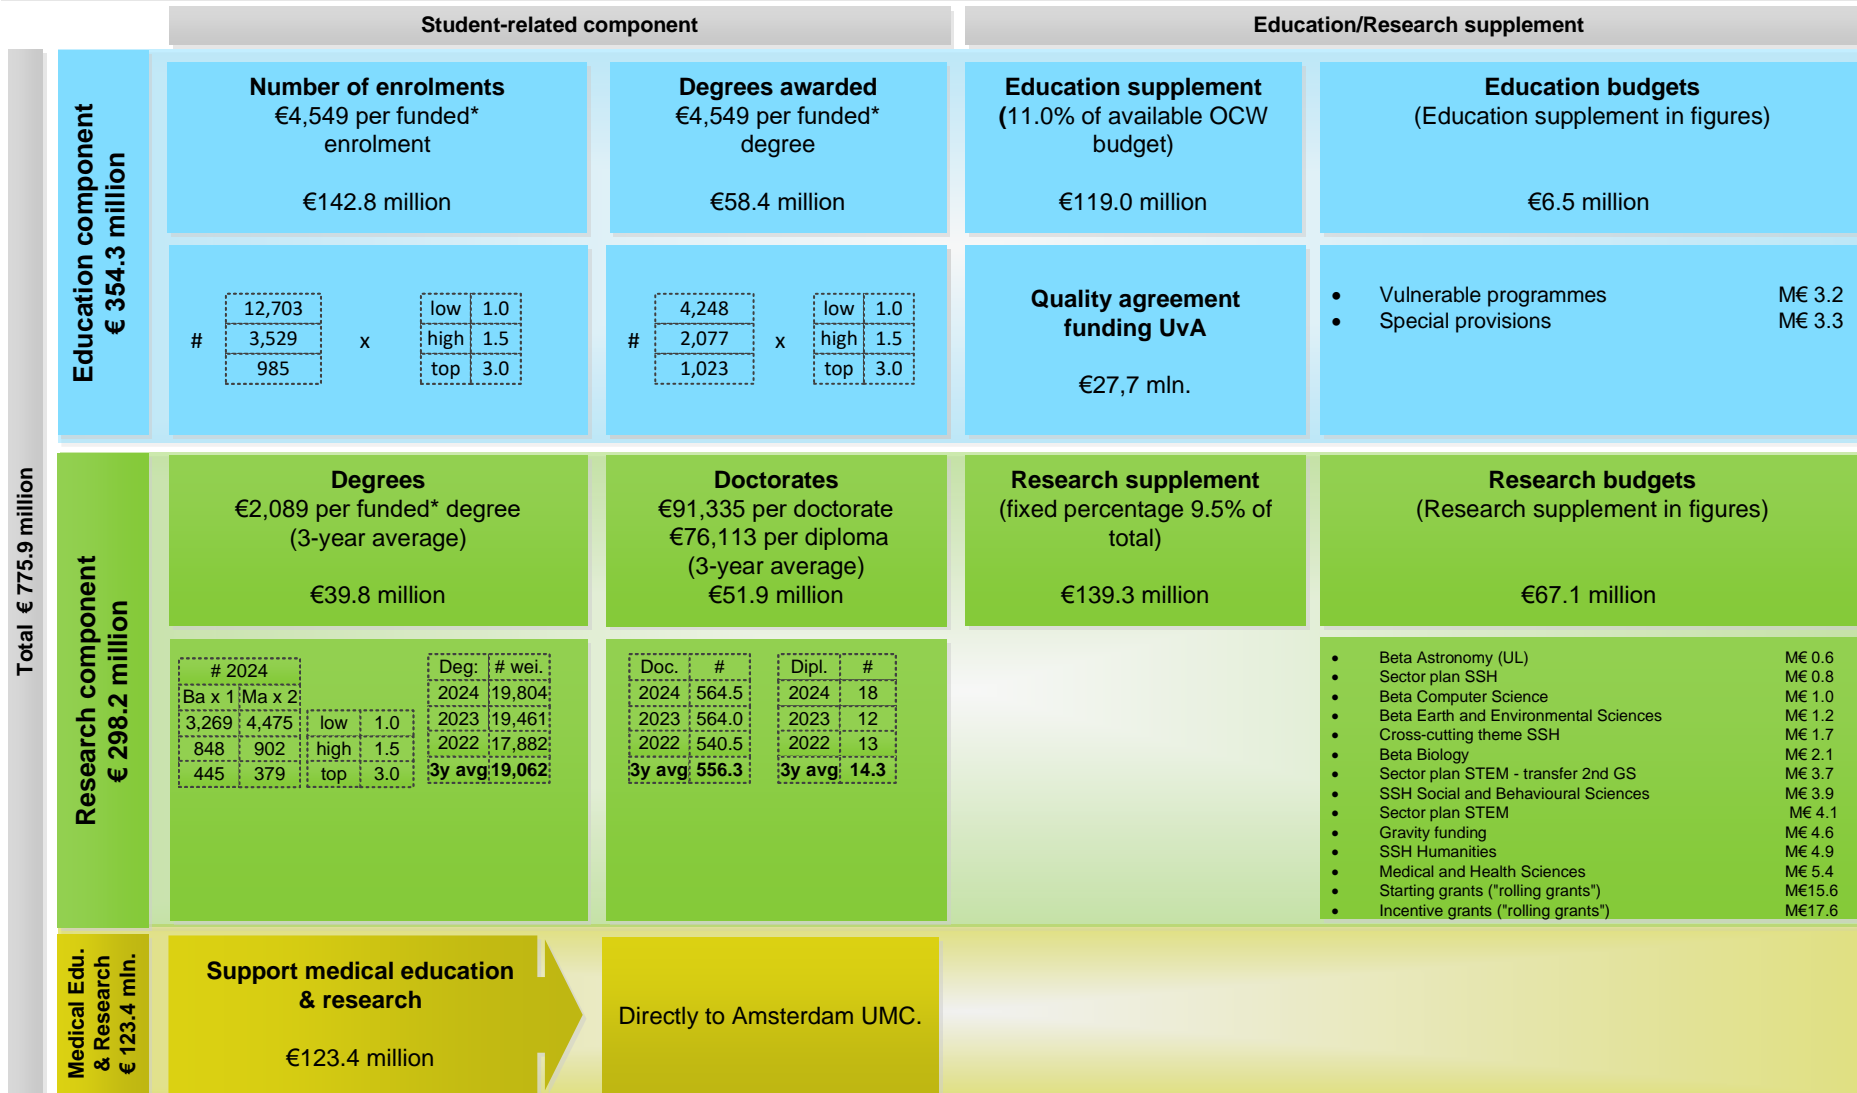 Student-related component
Education/Research supplement
Total € 775.9 million
Education component
€ 354.3 million
Number of enrolments
€4,549 per funded*
enrolment
€142.8 million
Degrees awarded
€4,549 per funded*
degree
€58.4 million
Education supplement
(11.0% of available OCW
budget)
€119.0 million
Education budgets
(Education supplement in figures)
€6.5 million
# x
12,703
3,529
985
low 1.0
high 1.5
top 3.0
# x
4,248
2,077
1,023
low 1.0
high 1.5
top 3.0
Quality agreement
funding UvA
€27,7 mln.
• Vulnerable programmes M€ 3.2
• Special provisions M€ 3.3
Research component
€ 298.2 million
Degrees
€2,089 per funded* degree
(3-year average)
€39.8 million
Doctorates
€91,335 per doctorate
€76,113 per diploma
(3-year average)
€51.9 million
Research supplement
(fixed percentage 9.5% of
total)
€139.3 million
Research budgets
(Research supplement in figures)
€67.1 million
# 2024
Ba x 1 Ma x 2
3,269 4,475 low 1.0
848 902 high 1.5
445 379 top 3.0
Deg: # wei.
2024 19,804
2023 19,461
2022 17,882
3y avg 19,062
Doc. #
2024 564.5
2023 564.0
2022 540.5
3y avg 556.3
Dipl. #
2024 18
2023 12
2022 13
3y avg 14.3
• Beta Astronomy (UL) M€ 0.6
• Sector plan SSH M€ 0.8
• Beta Computer Science M€ 1.0
• Beta Earth and Environmental Sciences M€ 1.2
• Cross-cutting theme SSH M€ 1.7
• Beta Biology M€ 2.1
• Sector plan STEM - transfer 2nd GS M€ 3.7
• SSH Social and Behavioural Sciences M€ 3.9
• Sector plan STEM M€ 4.1
• Gravity funding M€ 4.6
• SSH Humanities M€ 4.9
• Medical and Health Sciences M€ 5.4
• Starting grants ("rolling grants") M€15.6
• Incentive grants ("rolling grants") M€17.6
Medical Edu.
& Research
€ 123.4 mln.
Support medical education
& research
€123.4 million
Directly to Amsterdam UMC.